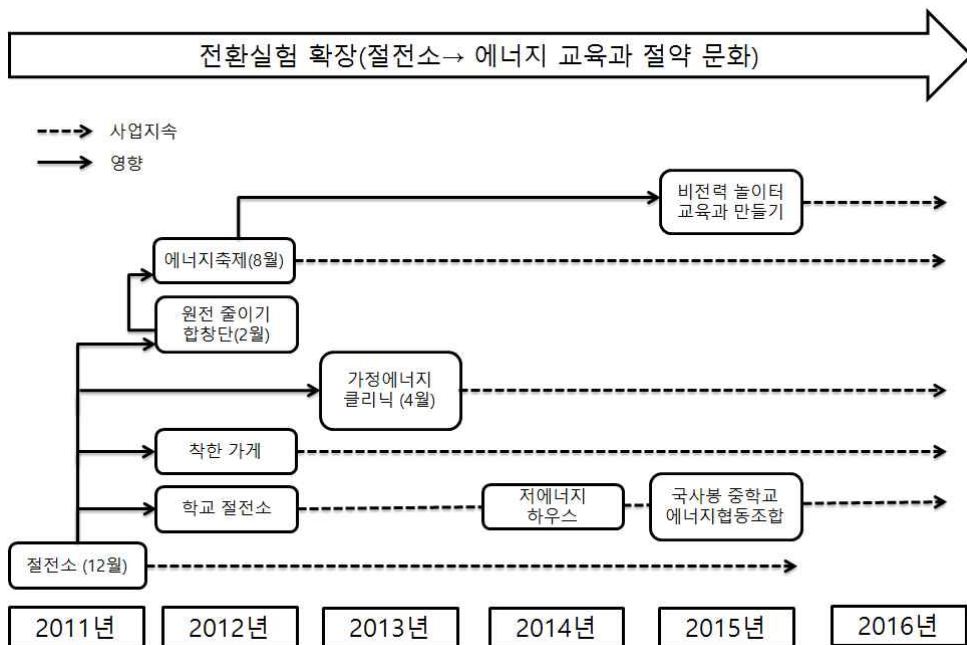 전환실험 확장(절전소→ 에너지 교육과 절약 문화)
사업지속
영향
비전력 놀이터
교육과 만들기
에너지축제(8월)
원전 줄이기
합창단(2월)
가정에너지
클리닉 (4월)
착한 가게
학교 절전소
저에너지
하우스
국사봉 중학교
에너지협동조합
절전소 (12월)
2011년
2012년
2013년
2014년
2015년
2016년